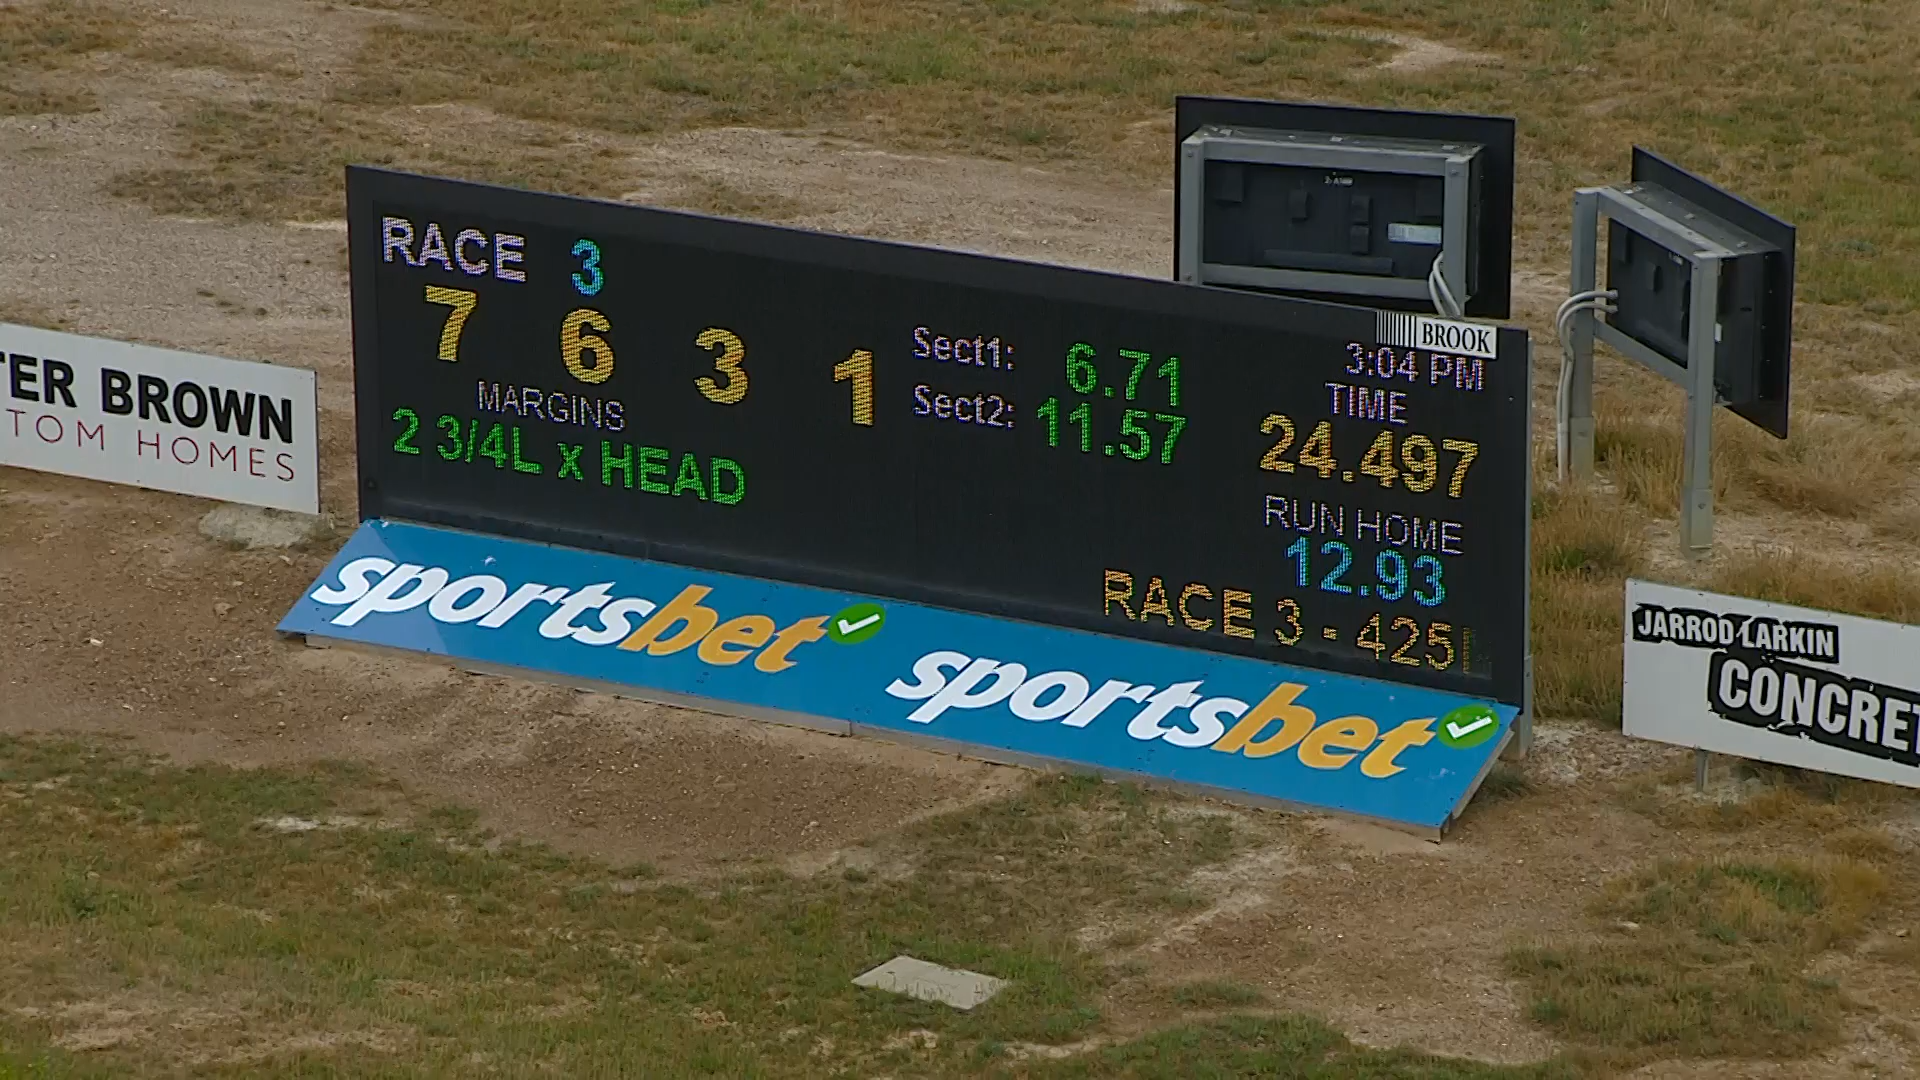 RACE 3
7 6 3 1
MARGINS
2 3/4L x HEAD
Sect1: 6.71
Sect2: 11.57
BROOK
3:04 PM
TIME
24.497
RUN HOME
12.93
RACE 3 - 425
sportsbet sportsbet
TER BROWN
TOM HOMES
JARROD LARKIN
CONCRET